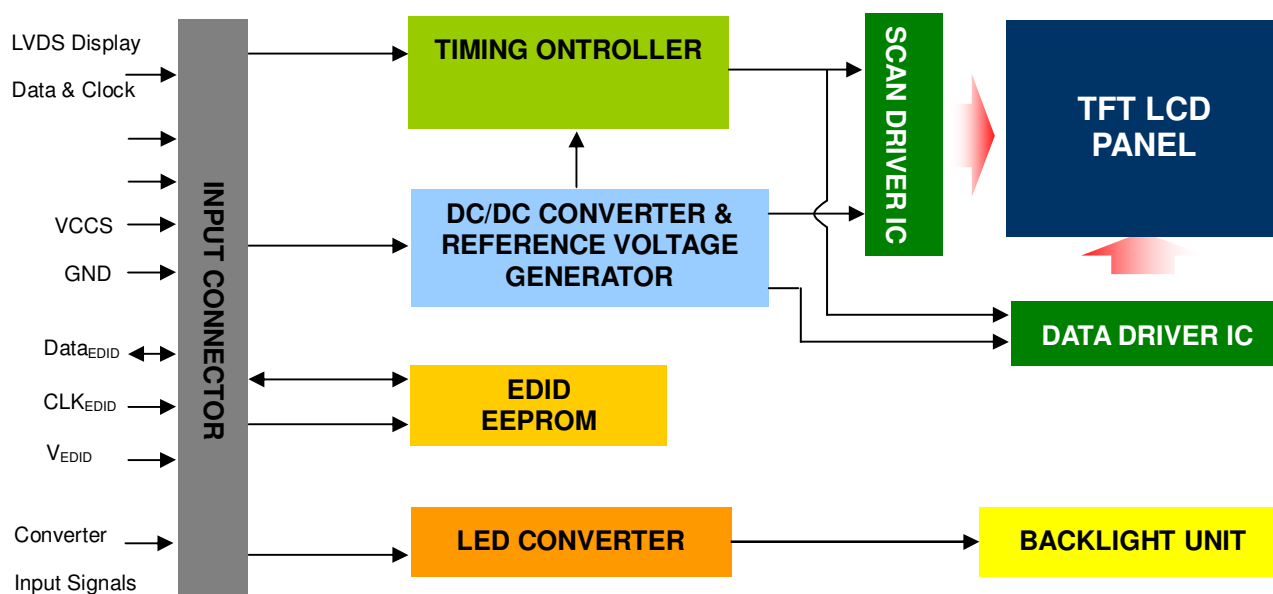 LVDS Display
Data & Clock
VCCS
GND
DataEDID
CLKEDID
VEDID
Converter
Input Signals
INPUT CONNECTOR
TIMING ONTROLLER
DC/DC CONVERTER &
REFERENCE VOLTAGE
GENERATOR
EDID
EEPROM
LED CONVERTER
SCAN DRIVER IC
TFT LCD
PANEL
DATA DRIVER IC
BACKLIGHT UNIT